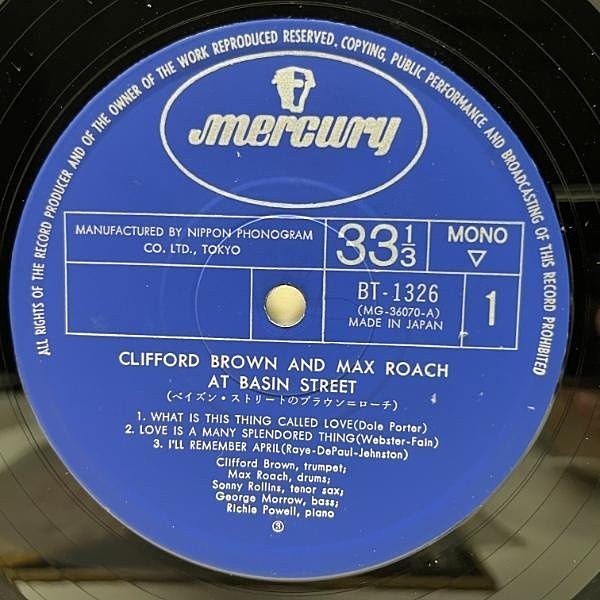 ALL RIGHTS OF THE RECORD PRODUCER AND OF THE OWNER OF THE WORK REPRODUCED RESERVED. COPYING, PUBLIC PERFORMANCE AND BROADCASTING OF THIS RECORD PROHIBITED
mercury
MANUFACTURED BY NIPPON PHONOGRAM
CO. LTD., TOKYO
33 1/3
MONO
▽
BT-1326
(MG-36070-A)
MADE IN JAPAN
1
CLIFFORD BROWN AND MAX ROACH
AT BASIN STREET
(ベイズン・ストリートのブラウン=ローチ)
1. WHAT IS THIS THING CALLED LOVE(Dole Porter)
2. LOVE IS A MANY SPLENDORED THING(Webster-Fain)
3. I'LL REMEMBER APRIL(Raye-DePaul-Jehnston)
Clifford Brown, trumpet;
Max Roach, drums;
Sonny Rollins, tenor sax;
George Morrow, bass;
Richie Powell, piano
③